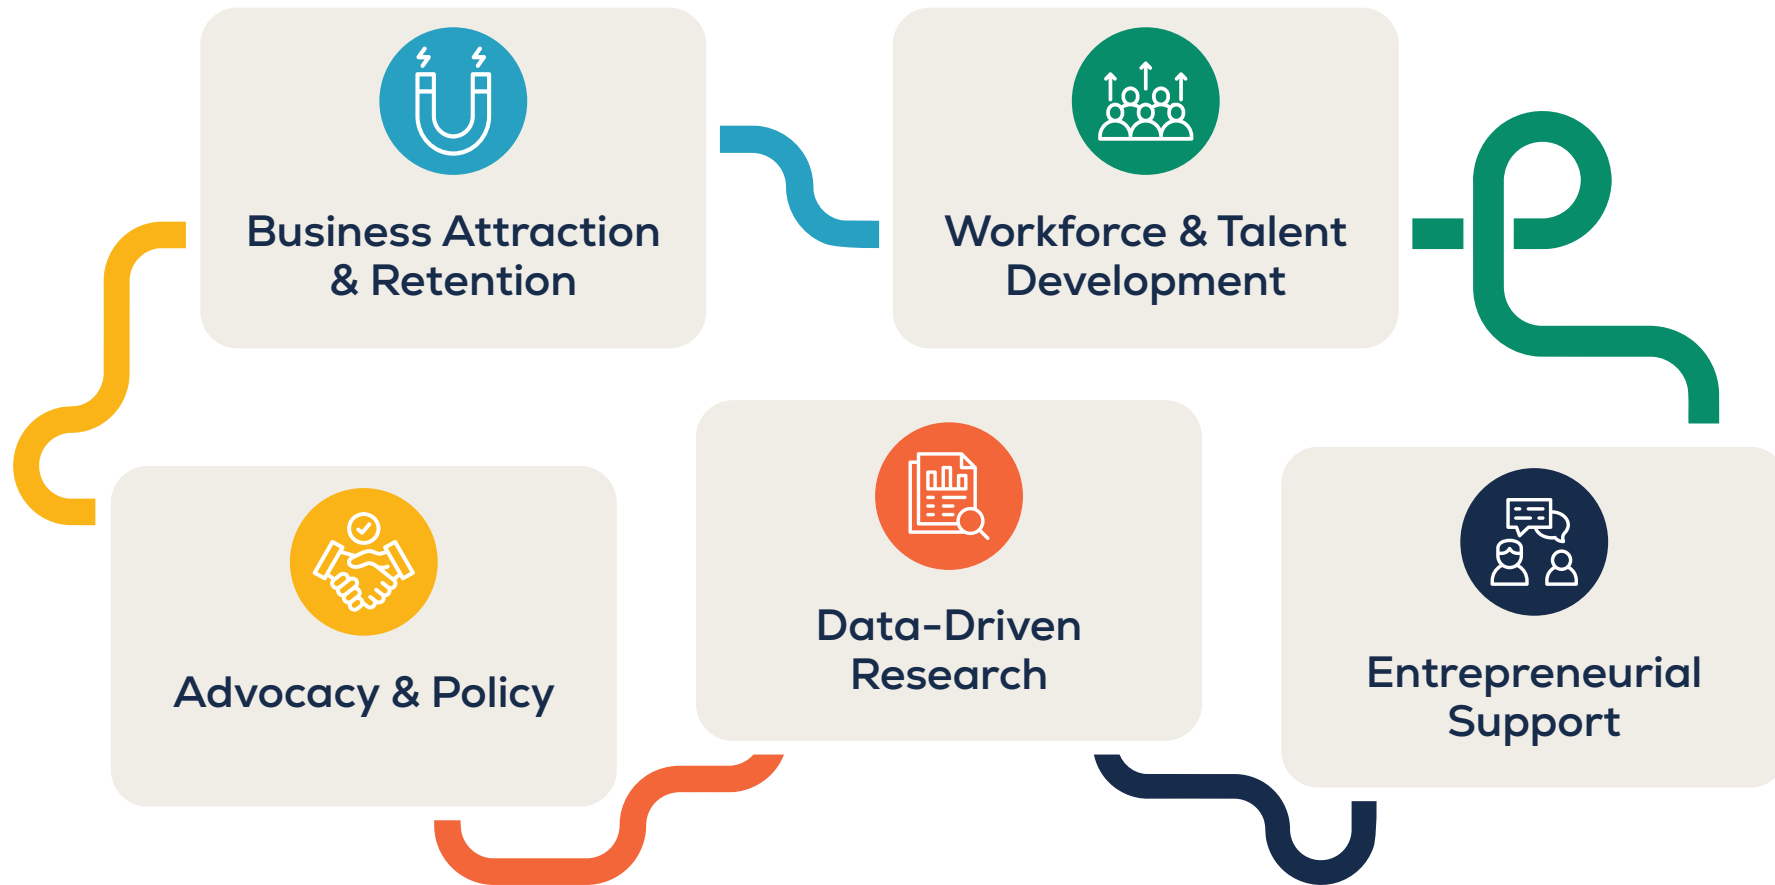 Business Attraction
& Retention
Workforce & Talent
Development
Advocacy & Policy
Data-Driven
Research
Entrepreneurial
Support